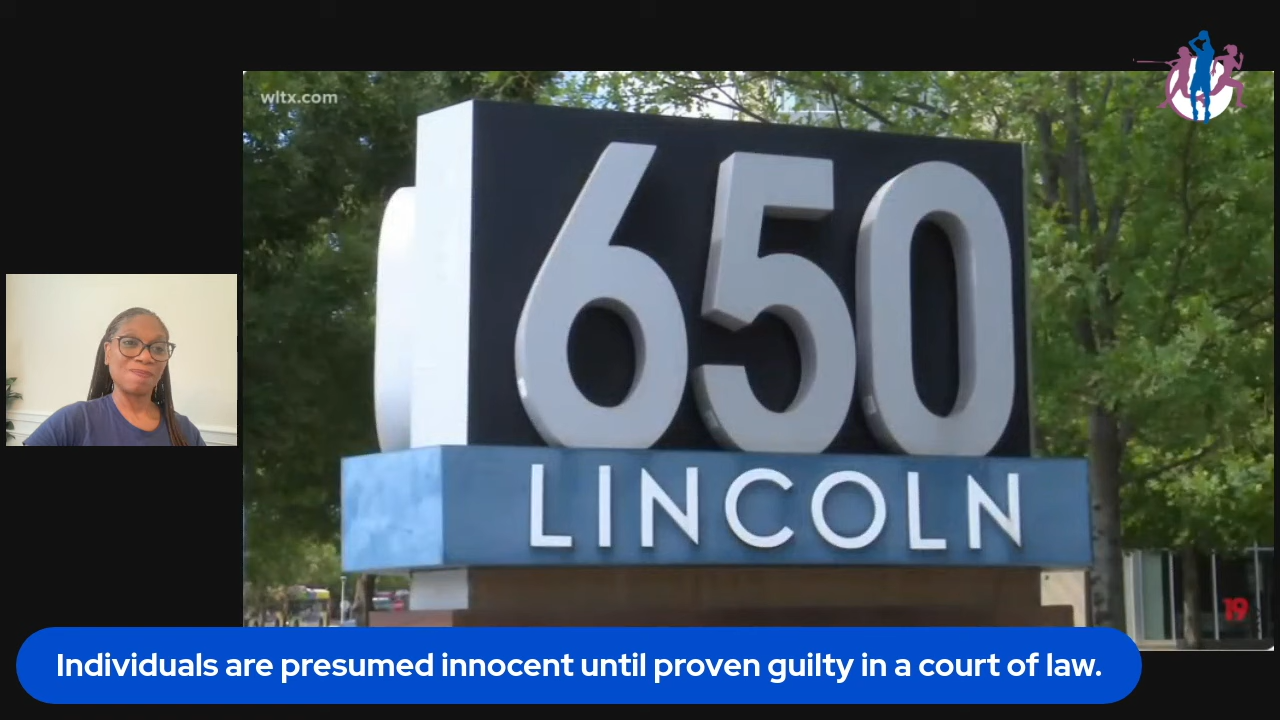 wltx.com
650
LINCOLN
19
Individuals are presumed innocent until proven guilty in a court of law.